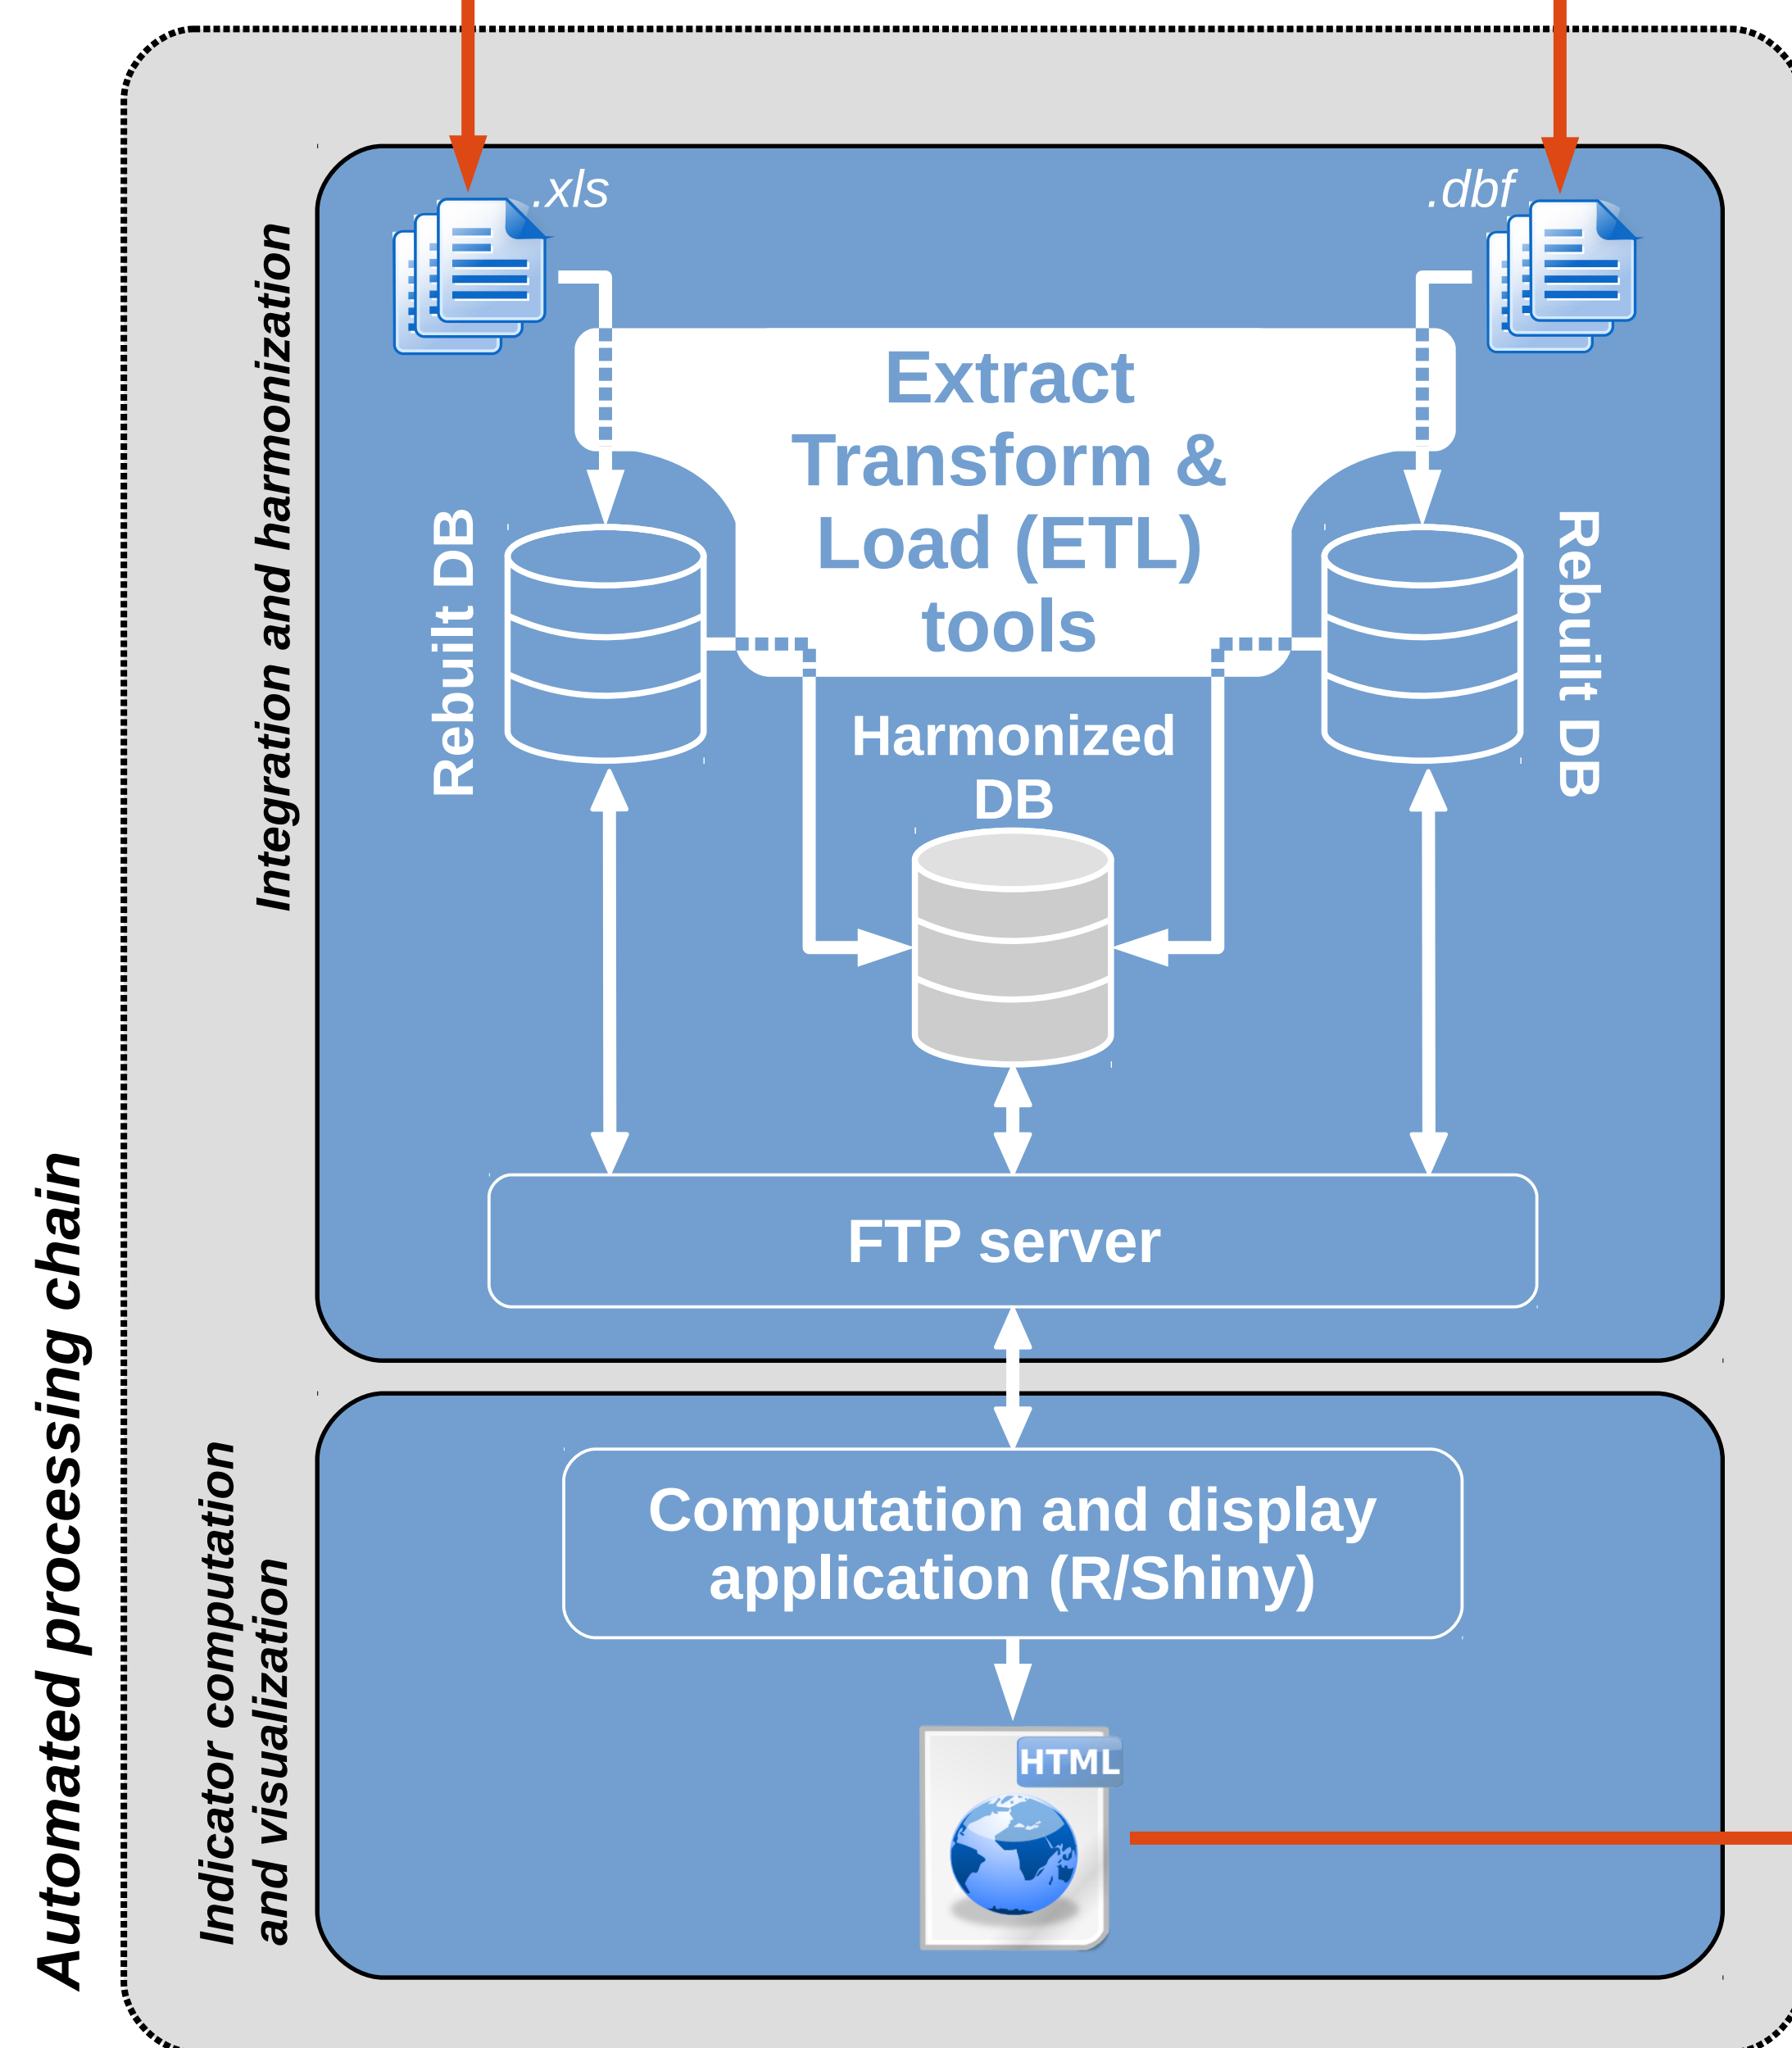 .xls
.dbf
Extract
Transform &
Load (ETL)
tools
Rebuilt DB
Rebuilt DB
Harmonized
DB
FTP server
Integration and harmonization
Computation and display
application (R/Shiny)
HTML
Indicator computation
and visualization
Automated processing chain